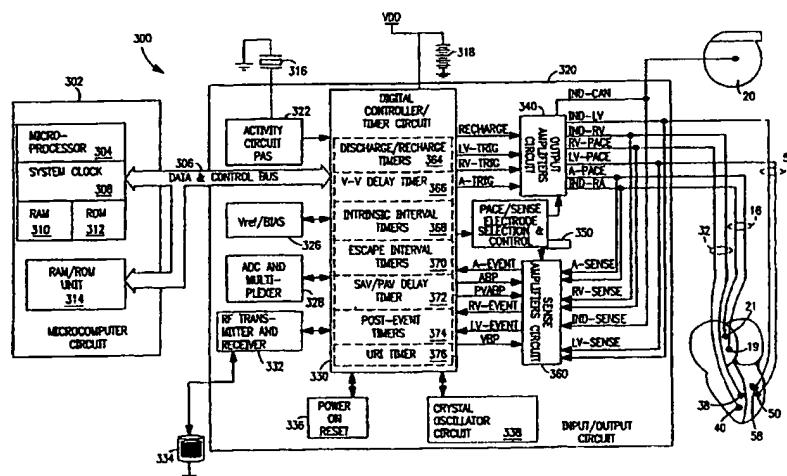 300
302
MICRO-
PROCESSOR
304
SYSTEM CLOCK
308
RAM
310
ROM
312
RAM/ROM
UNIT
314
MICROCOMPUTER
CIRCUIT
306
DATA & CONTROL BUS
316
VDD
318
320
322
ACTIVITY
CIRCUIT
PAS
Vref/BIAS
326
ADC AND
MULTI-
PLEXER
328
RF TRANS-
MITTER AND
RECEIVER
332
334
DIGITAL
CONTROLLER/
TIMER CIRCUIT
DISCHARGE/RECHARGE
TIMERS 364
V-V DELAY TIMER
366
INTRINSIC INTERVAL
TIMERS 368
ESCAPE INTERVAL
TIMERS 370
SAV/PAV DELAY
TIMER 372
POST-EVENT
TIMERS 374
URI TIMER 376
330
336
POWER
ON
RESET
CRYSTAL
OSCILLATOR
CIRCUIT 338
INPUT/OUTPUT
CIRCUIT
RECHARGE
LV-TRIG
RV-TRIG
A-TRIG
340
OUTPUT
AMPLIFIERS
CIRCUIT
PACE/SENSE
ELECTRODE
SELECTION &
CONTROL
350
A-EVENT
ABP
PVABP
RV-EVENT
LV-EVENT
VBP
SENSE
AMPLIFIERS
CIRCUIT
360
IND-CAN
IND-LV
IND-RV
RV-PACE
LV-PACE
A-PACE
IND-RA
A-SENSE
RV-SENSE
IND-SENSE
LV-SENSE
20
16
32
21
19
38
40
50
58